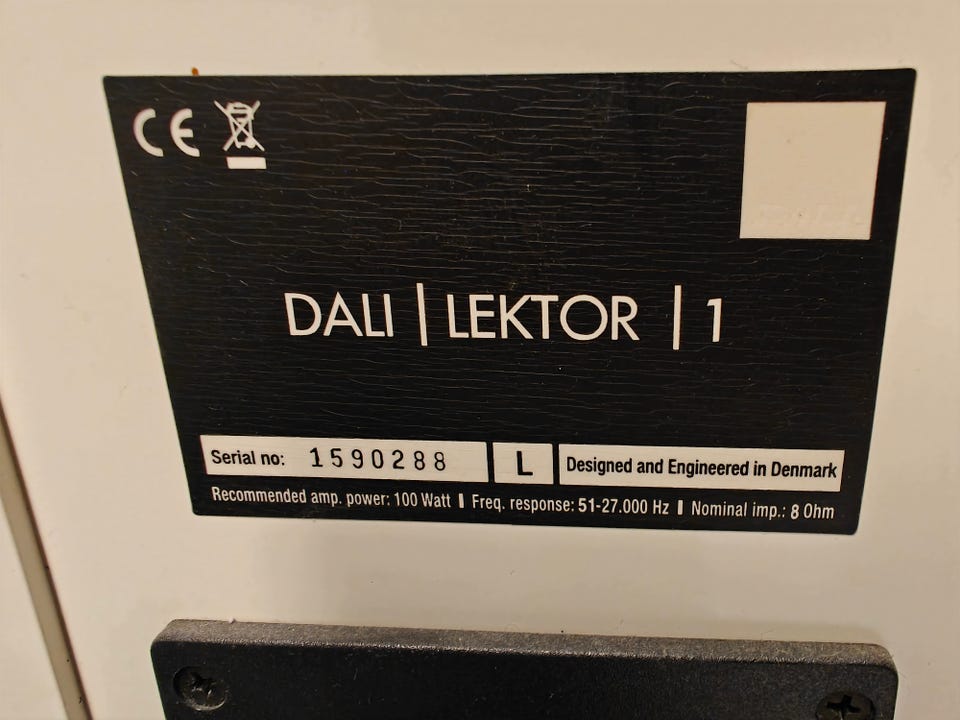 CE
DALI | LEKTOR | 1
Serial no: 1590288 L Designed and Engineered in Denmark
Recommended amp. power: 100 Watt | Freq. response: 51-27.000 Hz | Nominal imp.: 8 Ohm